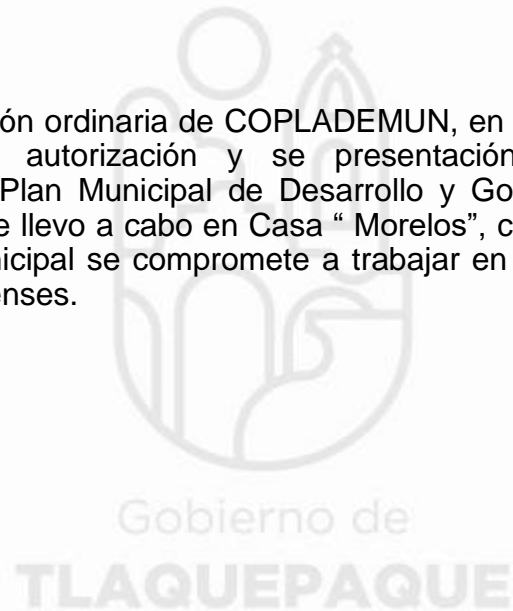 ón ordinaria de COPLADEMUN, en
autorización y se presentación
Plan Municipal de Desarrollo y Go
e llevo a cabo en Casa “ Morelos”, c
nicipal se compromete a trabajar en
enses.
Gobierno de
TLAQUEPAQUE